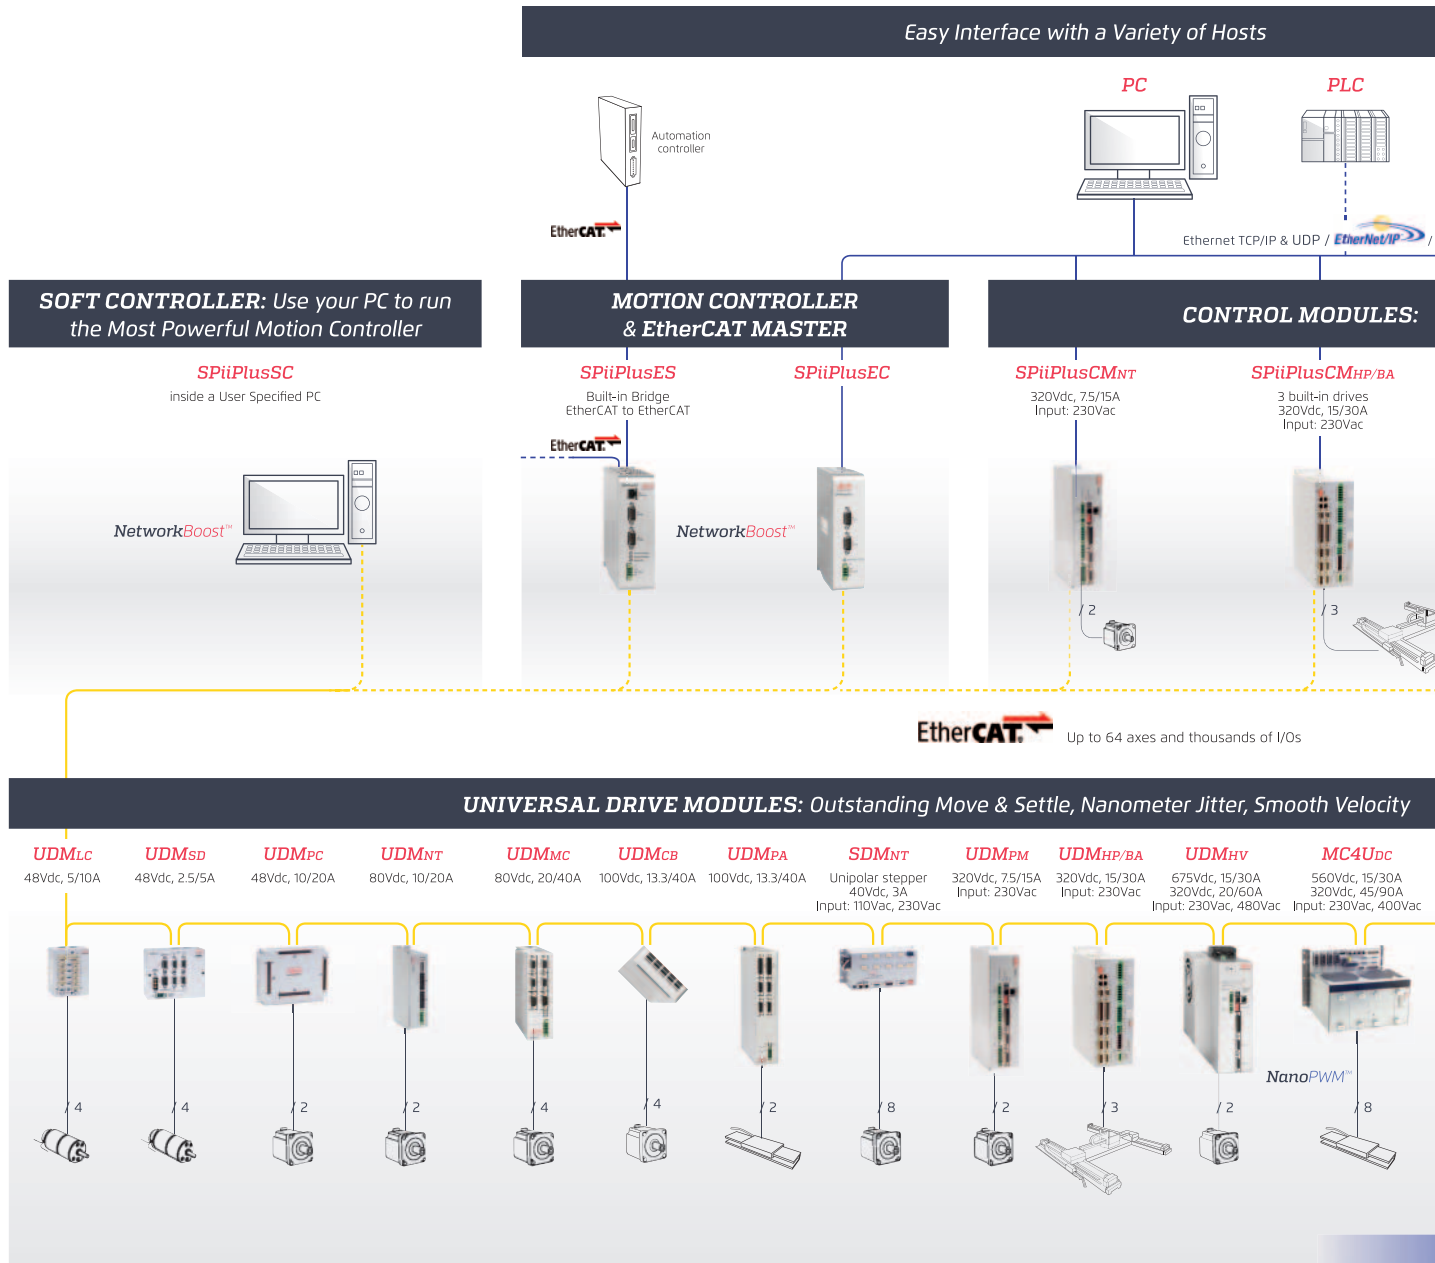 Easy Interface with a Variety of Hosts
PC
PLC
Automation
controller
EtherCAT
Ethernet TCP/IP & UDP / EtherNet/IP /
SOFT CONTROLLER: Use your PC to run
the Most Powerful Motion Controller
MOTION CONTROLLER
& EtherCAT MASTER
CONTROL MODULES:
SPiiPlusSC
inside a User Specified PC
SPiiPlusES
Built-in Bridge
EtherCAT to EtherCAT
EtherCAT
SPiiPlusEC
SPiiPlusCMNT
320Vdc, 7.5/15A
Input: 230Vac
SPiiPlusCMHP/BA
3 built-in drives
320Vdc, 15/30A
Input: 230Vac
NetworkBoost™
NetworkBoost™
/ 2
/ 3
EtherCAT
Up to 64 axes and thousands of I/Os
UNIVERSAL DRIVE MODULES: Outstanding Move & Settle, Nanometer Jitter, Smooth Velocity
UDMLC
48Vdc, 5/10A
UDMSD
48Vdc, 2.5/5A
UDMPC
48Vdc, 10/20A
UDMNT
80Vdc, 10/20A
UDMMC
80Vdc, 20/40A
UDMCB
100Vdc, 13.3/40A
UDMPA
100Vdc, 13.3/40A
SDMNT
Unipolar stepper
40Vdc, 3A
Input: 110Vac, 230Vac
UDMPM
320Vdc, 7.5/15A
Input: 230Vac
UDMHP/BA
320Vdc, 15/30A
Input: 230Vac
UDMHV
675Vdc, 15/30A
320Vdc, 20/60A
Input: 230Vac, 480Vac
MC4UDC
560Vdc, 15/30A
320Vdc, 45/90A
Input: 230Vac, 400Vac
NanoPWM™
/ 4
/ 4
/ 2
/ 2
/ 4
/ 4
/ 2
/ 8
/ 2
/ 3
/ 2
/ 8